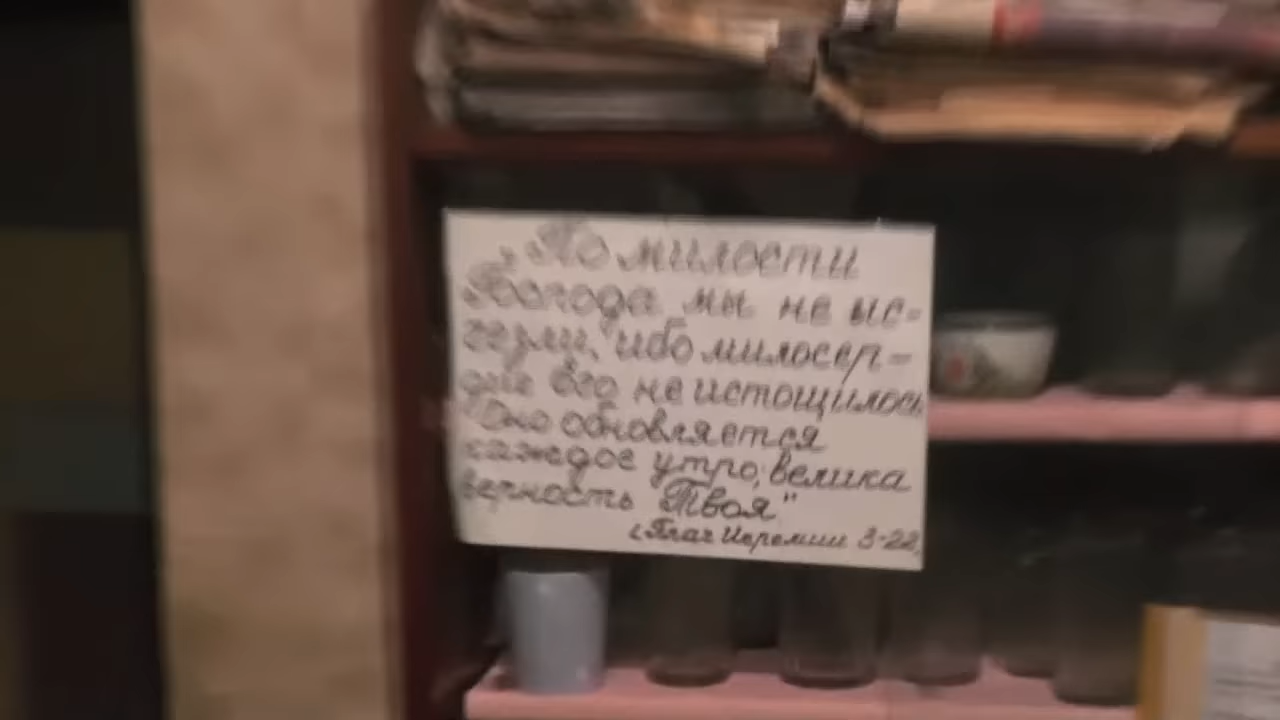 „По милости
Господа мы не ис-
чезли, ибо милосер-
дие Его не истощилось
Оно обновляется
каждое утро; велика
верность Твоя"
(Плач Иеремии 3-22,